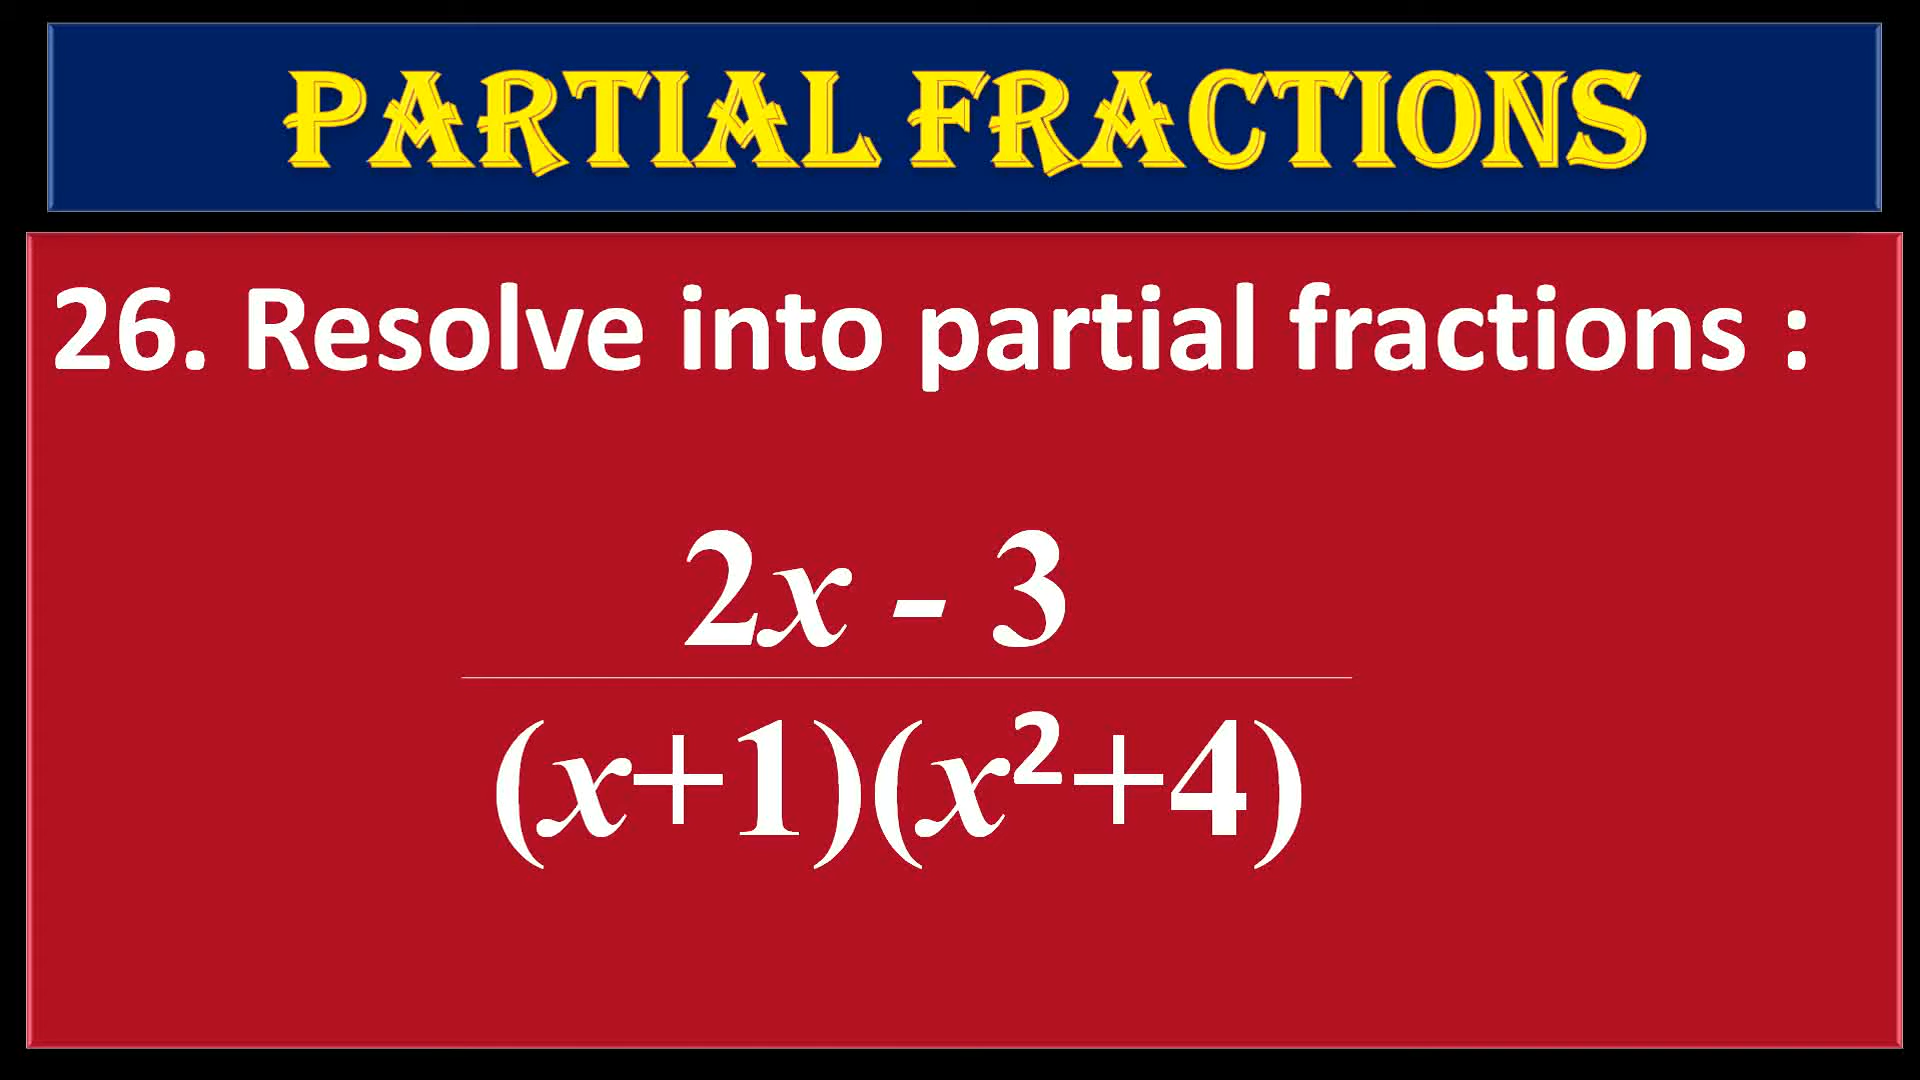 PARTIAL FRACTIONS
26. Resolve into partial fractions :
2x - 3
(x+1)(x²+4)